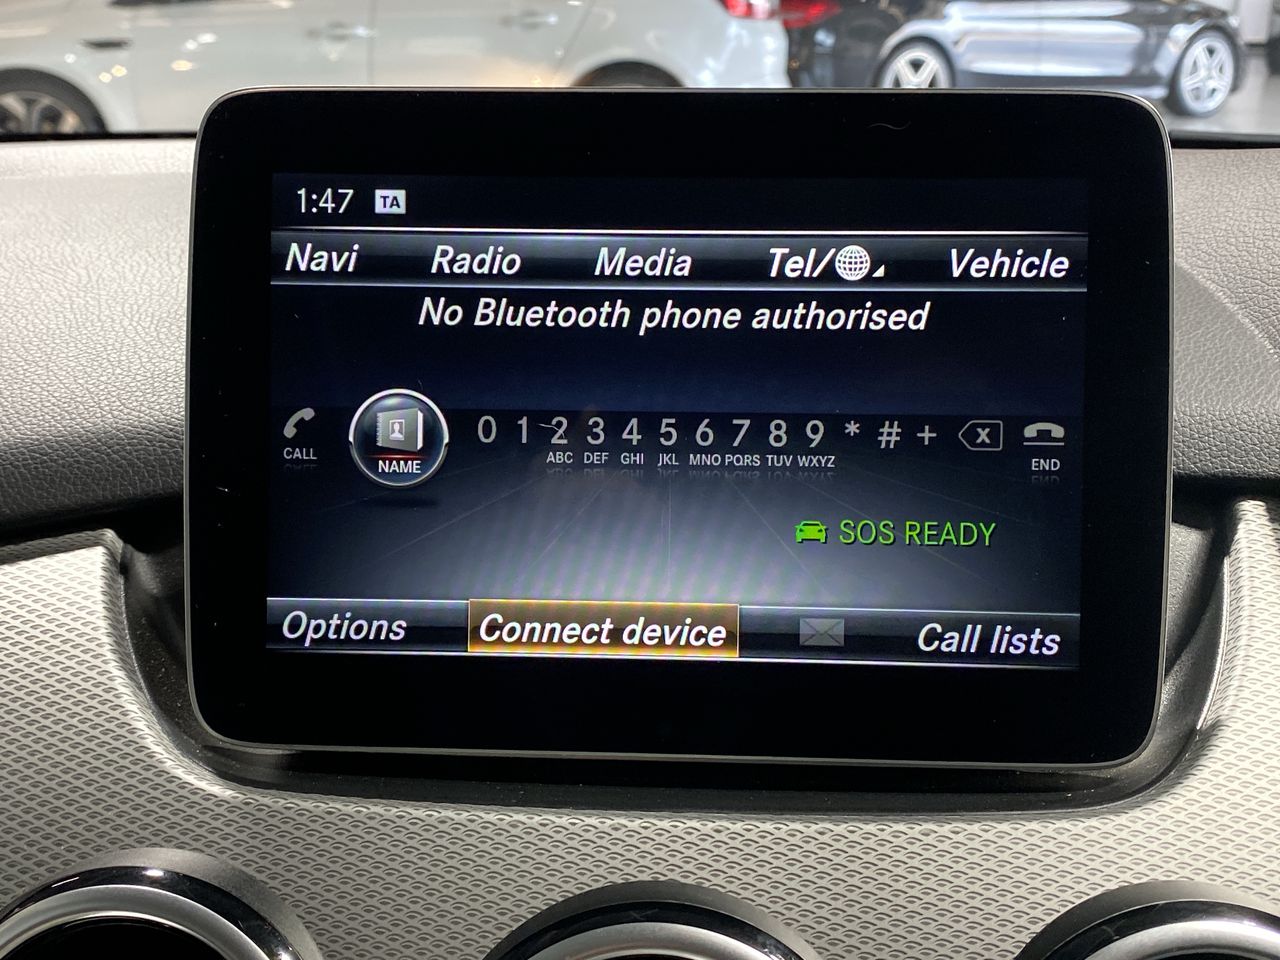 1:47 TA
Navi Radio Media Tel/ Vehicle
No Bluetooth phone authorised
CALL NAME 0 1 2 ABC 3 DEF 4 GHI 5 JKL 6 MNO 7 PQRS 8 TUV 9 WXYZ * # + X END
SOS READY
Options Connect device Call lists